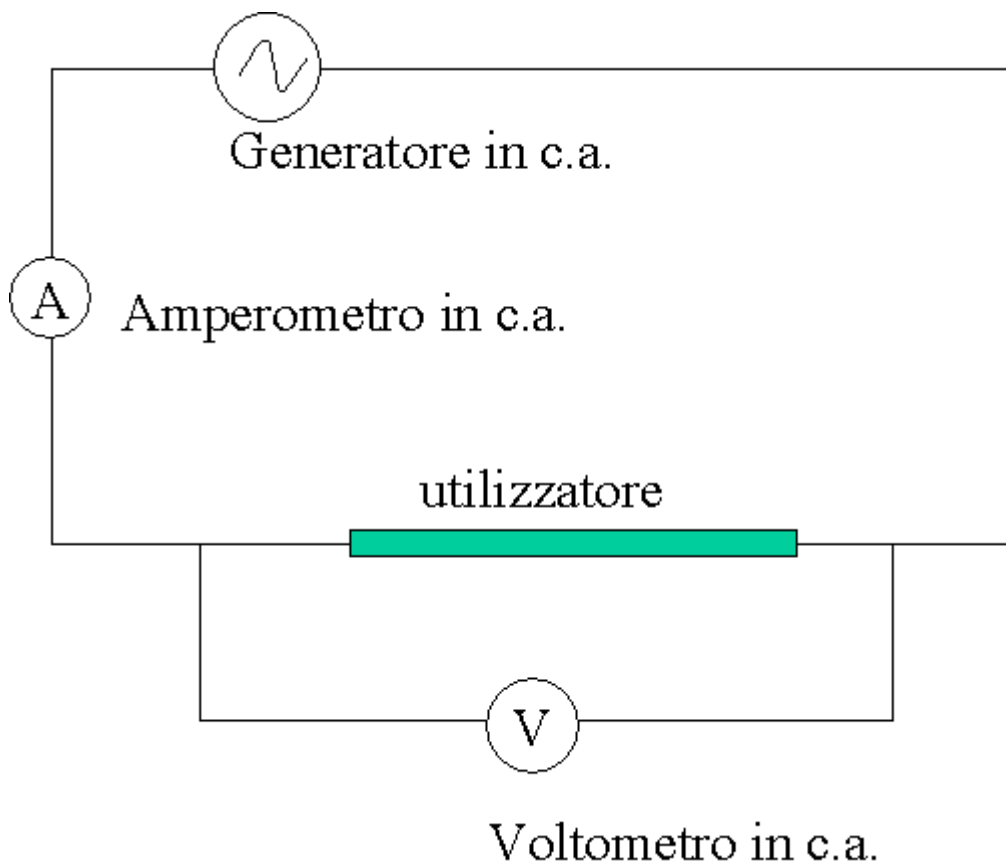 Generatore in c.a.
A
Amperometro in c.a.
utilizzatore
V
Voltometro in c.a.